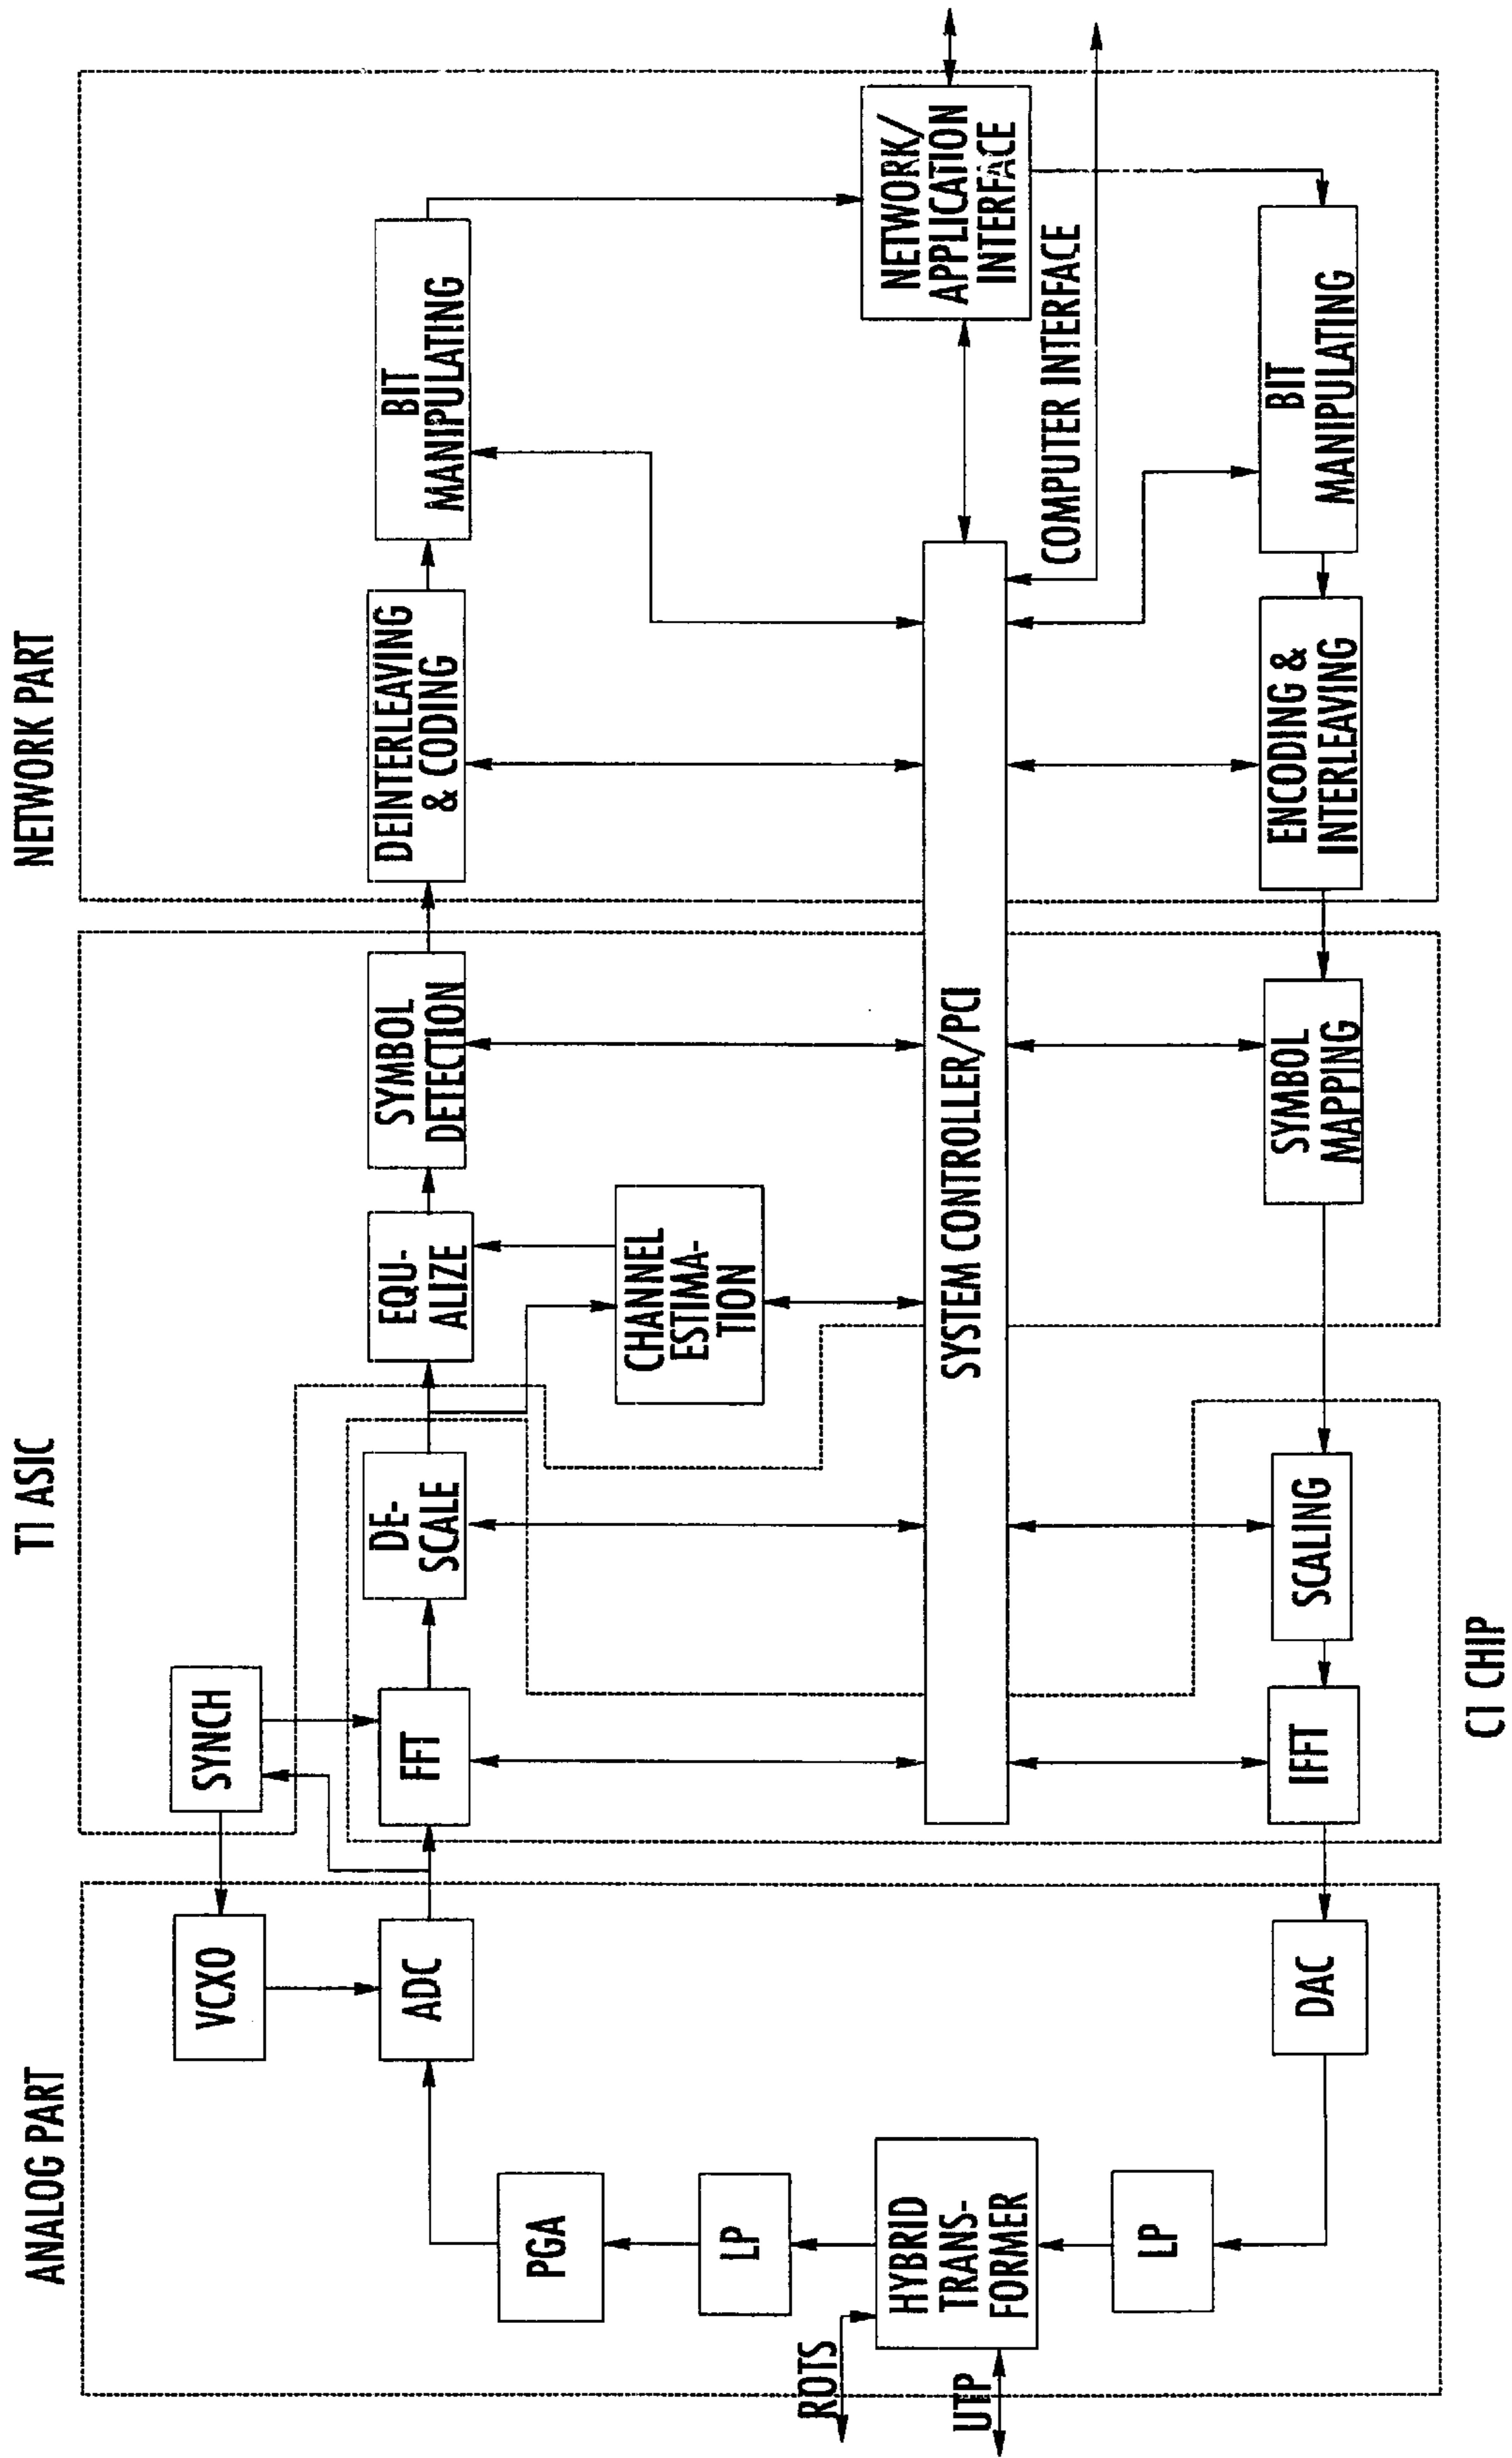 ANALOG PART
T1 ASIC
NETWORK PART
VCXO
SYNCH
ADC
FFT
DE-
SCALE
EQU-
ALIZE
SYMBOL
DETECTION
DEINTERLEAVING
& CODING
BIT
MANIPULATING
PGA
LP
CHANNEL
ESTIMA-
TION
ROTS
UTP
HYBRID
TRANS-
FORMER
SYSTEM CONTROLLER/PCI
NETWORK/
APPLICATION
INTERFACE
COMPUTER INTERFACE
LP
DAC
IFFT
SCALING
SYMBOL
MAPPING
ENCODING &
INTERLEAVING
BIT
MANIPULATING
C1 CHIP